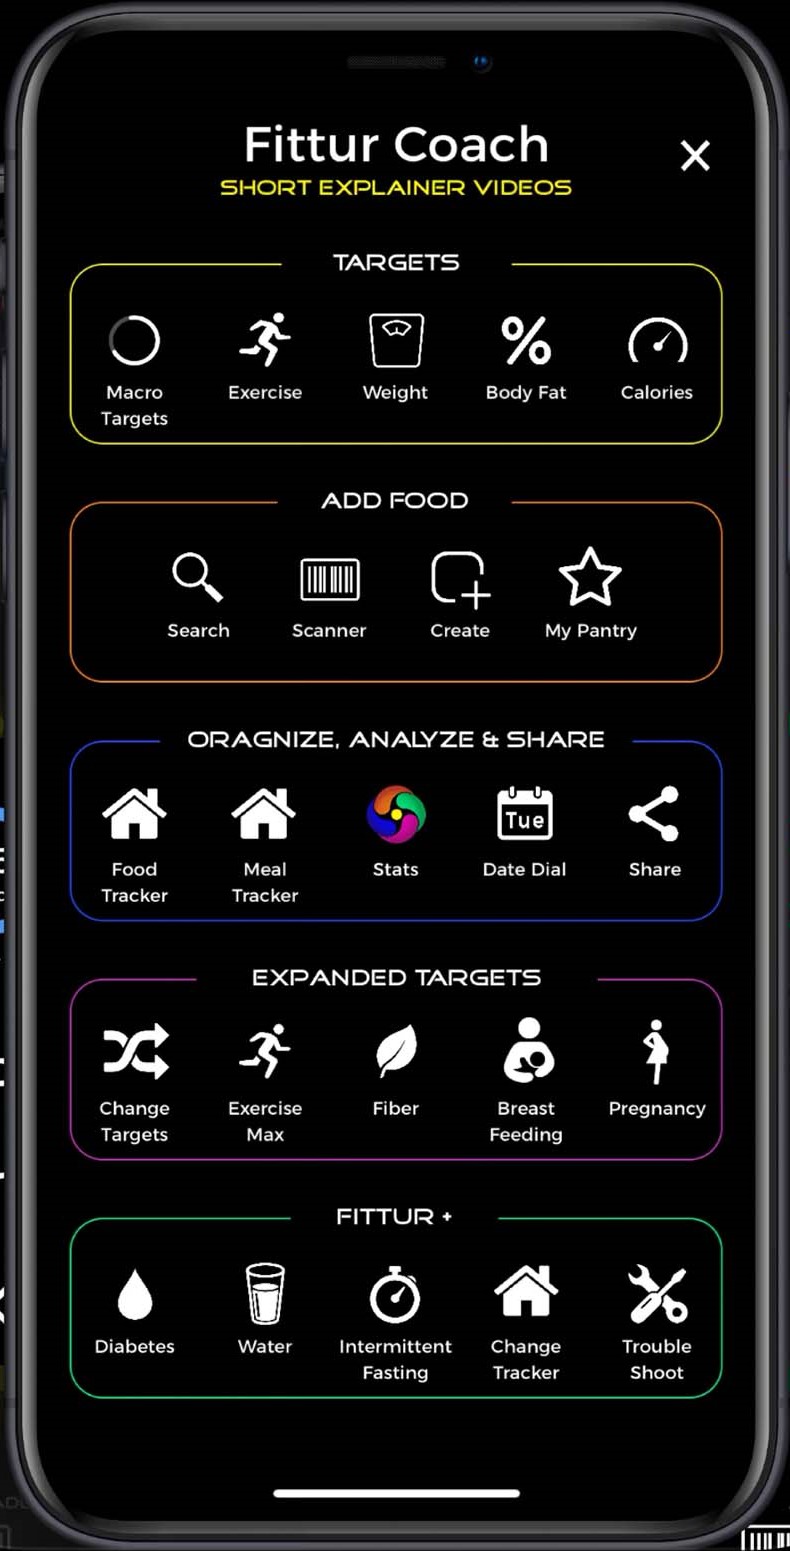 Fittur Coach
SHORT EXPLAINER VIDEOS
TARGETS
Macro Targets
Exercise
Weight
%
Body Fat
Calories
ADD FOOD
Search
Scanner
Create
My Pantry
ORAGNIZE, ANALYZE & SHARE
Food Tracker
Meal Tracker
Stats
Tue
Date Dial
Share
EXPANDED TARGETS
Change Targets
Exercise Max
Fiber
Breast Feeding
Pregnancy
FITTUR +
Diabetes
Water
Intermittent Fasting
Change Tracker
Trouble Shoot